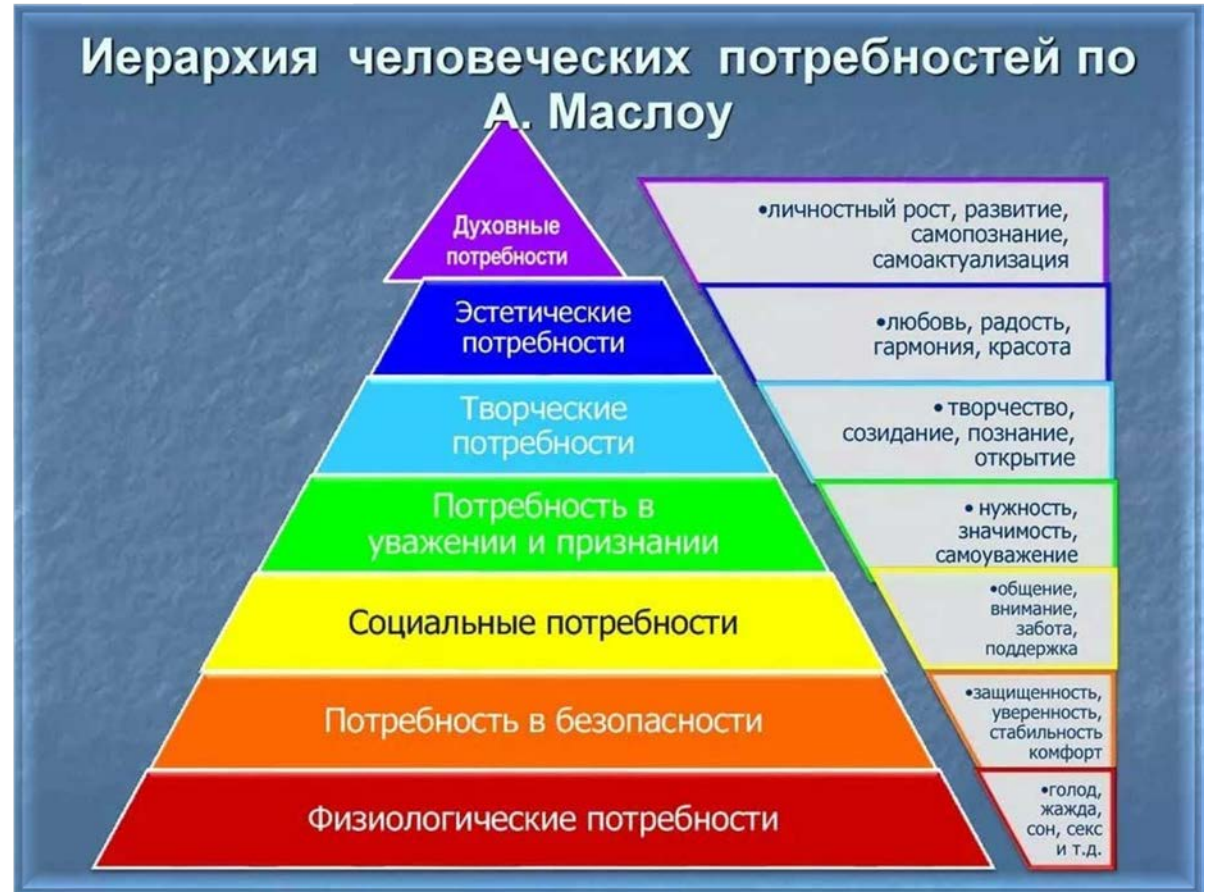 Иерархия человеческих потребностей по
А. Маслоу
Духовные
потребности
•личностный рост, развитие,
самопознание,
самоактуализация
Эстетические
потребности
•любовь, радость,
гармония, красота
Творческие
потребности
• творчество,
созидание, познание,
открытие
Потребность в
уважении и признании
• нужность,
значимость,
самоуважение
Социальные потребности
•общение,
внимание,
забота,
поддержка
Потребность в безопасности
•защищенность,
уверенность,
стабильность
комфорт
Физиологические потребности
•голод,
жажда,
сон, секс
и т.д.